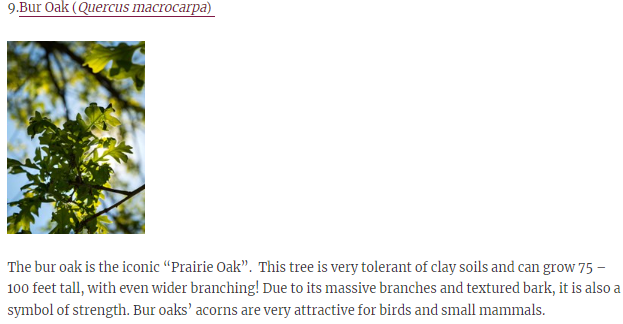 9.Bur Oak (Quercus macrocarpa)
The bur oak is the iconic “Prairie Oak”.  This tree is very tolerant of clay soils and can grow 75 –
100 feet tall, with even wider branching! Due to its massive branches and textured bark, it is also a
symbol of strength. Bur oaks’ acorns are very attractive for birds and small mammals.